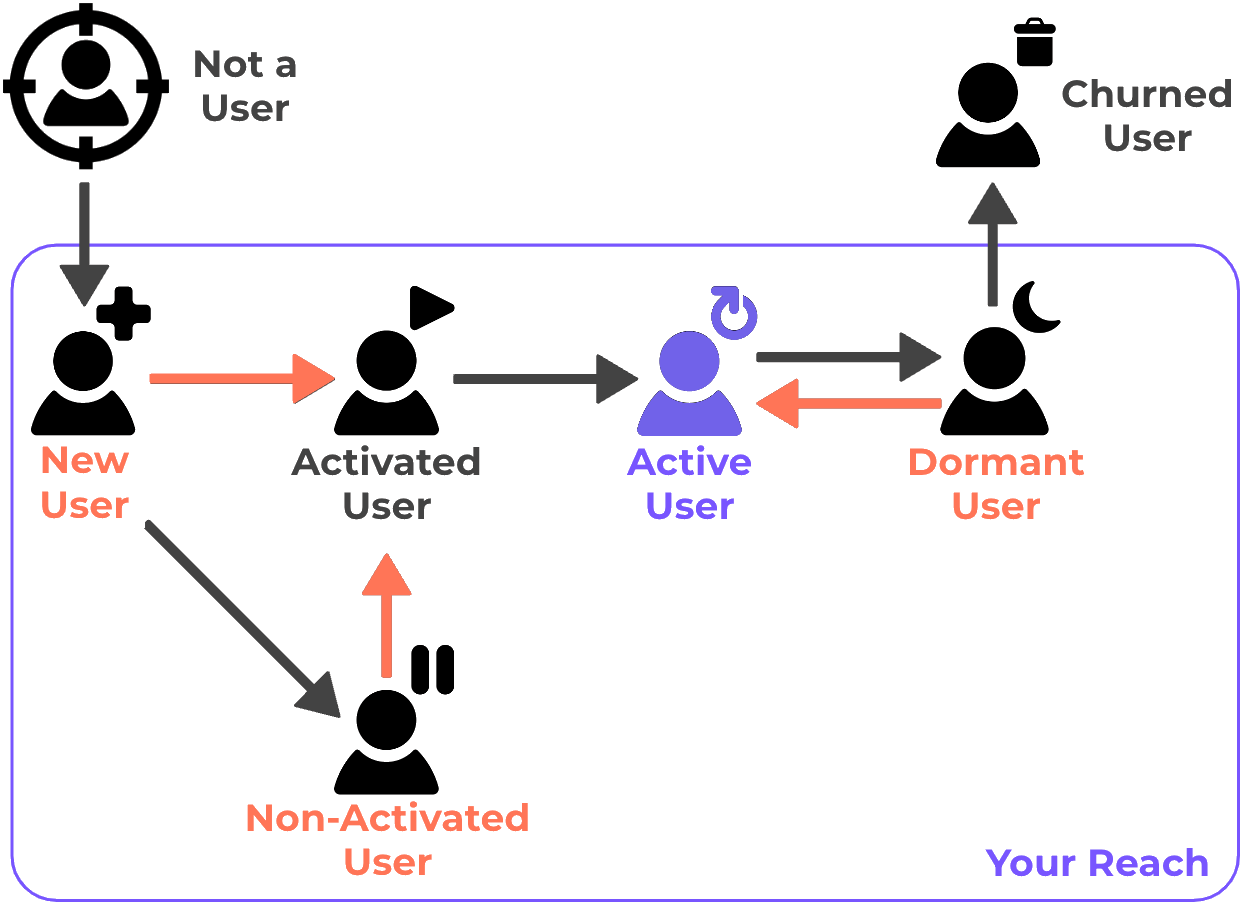 Not a
User
Churned
User
New
User
Activated
User
Active
User
Dormant
User
Non-Activated
User
Your Reach